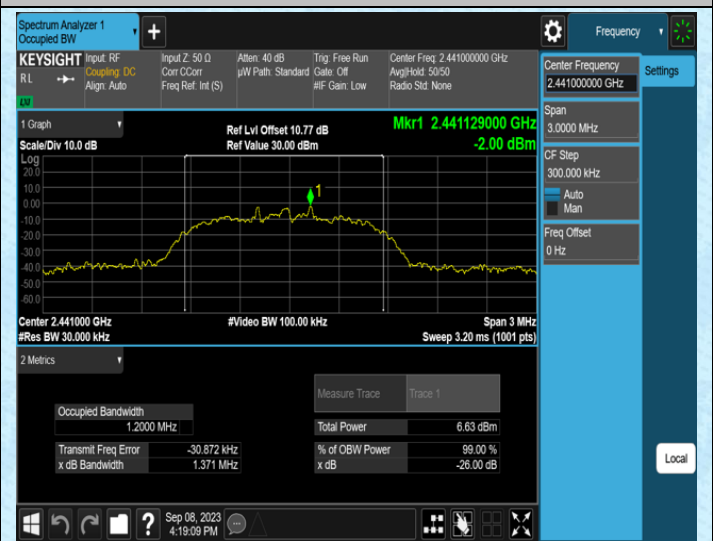 Spectrum Analyzer 1
Occupied BW
+
Frequency
KEYSIGHT
RL
LXI
Input: RF
Coupling: DC
Align: Auto
Input Z: 50 Ω
Corr CCorr
Freq Ref: Int (S)
Atten: 40 dB
µW Path: Standard
Trig: Free Run
Gate: Off
#IF Gain: Low
Center Freq: 2.441000000 GHz
Avg|Hold: 50/50
Radio Std: None
Center Frequency
2.441000000 GHz
Settings
Span
3.0000 MHz
CF Step
300.000 kHz
Auto
Man
Freq Offset
0 Hz
Local
1 Graph
Scale/Div 10.0 dB
Ref Lvl Offset 10.77 dB
Ref Value 30.00 dBm
Mkr1 2.441129000 GHz
-2.00 dBm
Log
20.0
10.0
0.00
-10.0
-20.0
-30.0
-40.0
-50.0
-60.0
1
Center 2.441000 GHz
#Res BW 30.000 kHz
#Video BW 100.00 kHz
Span 3 MHz
Sweep 3.20 ms (1001 pts)
2 Metrics
Measure Trace
Trace 1
Occupied Bandwidth
1.2000 MHz
Total Power
6.63 dBm
Transmit Freq Error
-30.872 kHz
% of OBW Power
99.00 %
x dB Bandwidth
1.371 MHz
x dB
-26.00 dB
?
Sep 08, 2023
4:19:09 PM